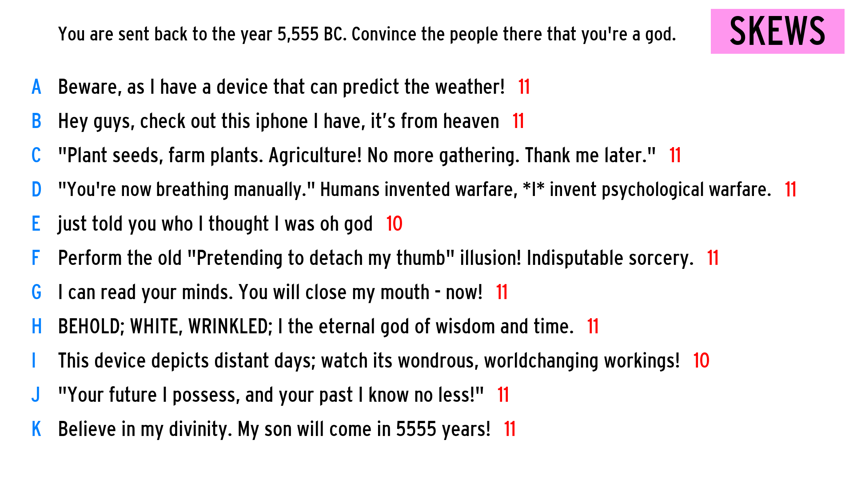 You are sent back to the year 5,555 BC. Convince the people there that you're a god.
SKEWS
A Beware, as I have a device that can predict the weather! 11
B Hey guys, check out this iphone I have, it’s from heaven 11
C "Plant seeds, farm plants. Agriculture! No more gathering. Thank me later." 11
D "You're now breathing manually." Humans invented warfare, *I* invent psychological warfare. 11
E just told you who I thought I was oh god 10
F Perform the old "Pretending to detach my thumb" illusion! Indisputable sorcery. 11
G I can read your minds. You will close my mouth - now! 11
H BEHOLD; WHITE, WRINKLED; I the eternal god of wisdom and time. 11
I This device depicts distant days; watch its wondrous, worldchanging workings! 10
J "Your future I possess, and your past I know no less!" 11
K Believe in my divinity. My son will come in 5555 years! 11